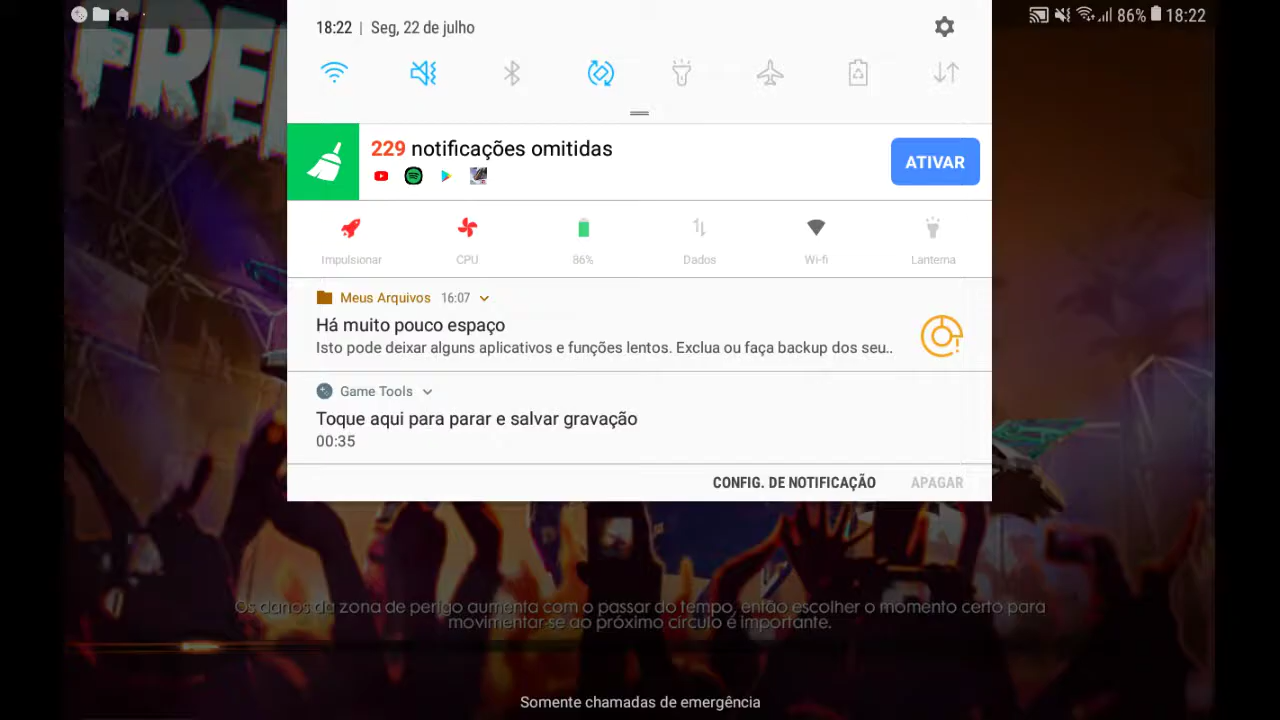 FREE
86% 18:22
18:22 | Seg, 22 de julho
229 notificações omitidas
ATIVAR
Impulsionar CPU 86% Dados Wi-fi Lanterna
Meus Arquivos 16:07
Há muito pouco espaço
Isto pode deixar alguns aplicativos e funções lentos. Exclua ou faça backup dos seu..
Game Tools
Toque aqui para parar e salvar gravação
00:35
CONFIG. DE NOTIFICAÇÃO APAGAR
Os danos da zona de perigo aumenta com o passar do tempo, então escolher o momento certo para
movimentar-se ao próximo círculo é importante.
Somente chamadas de emergência